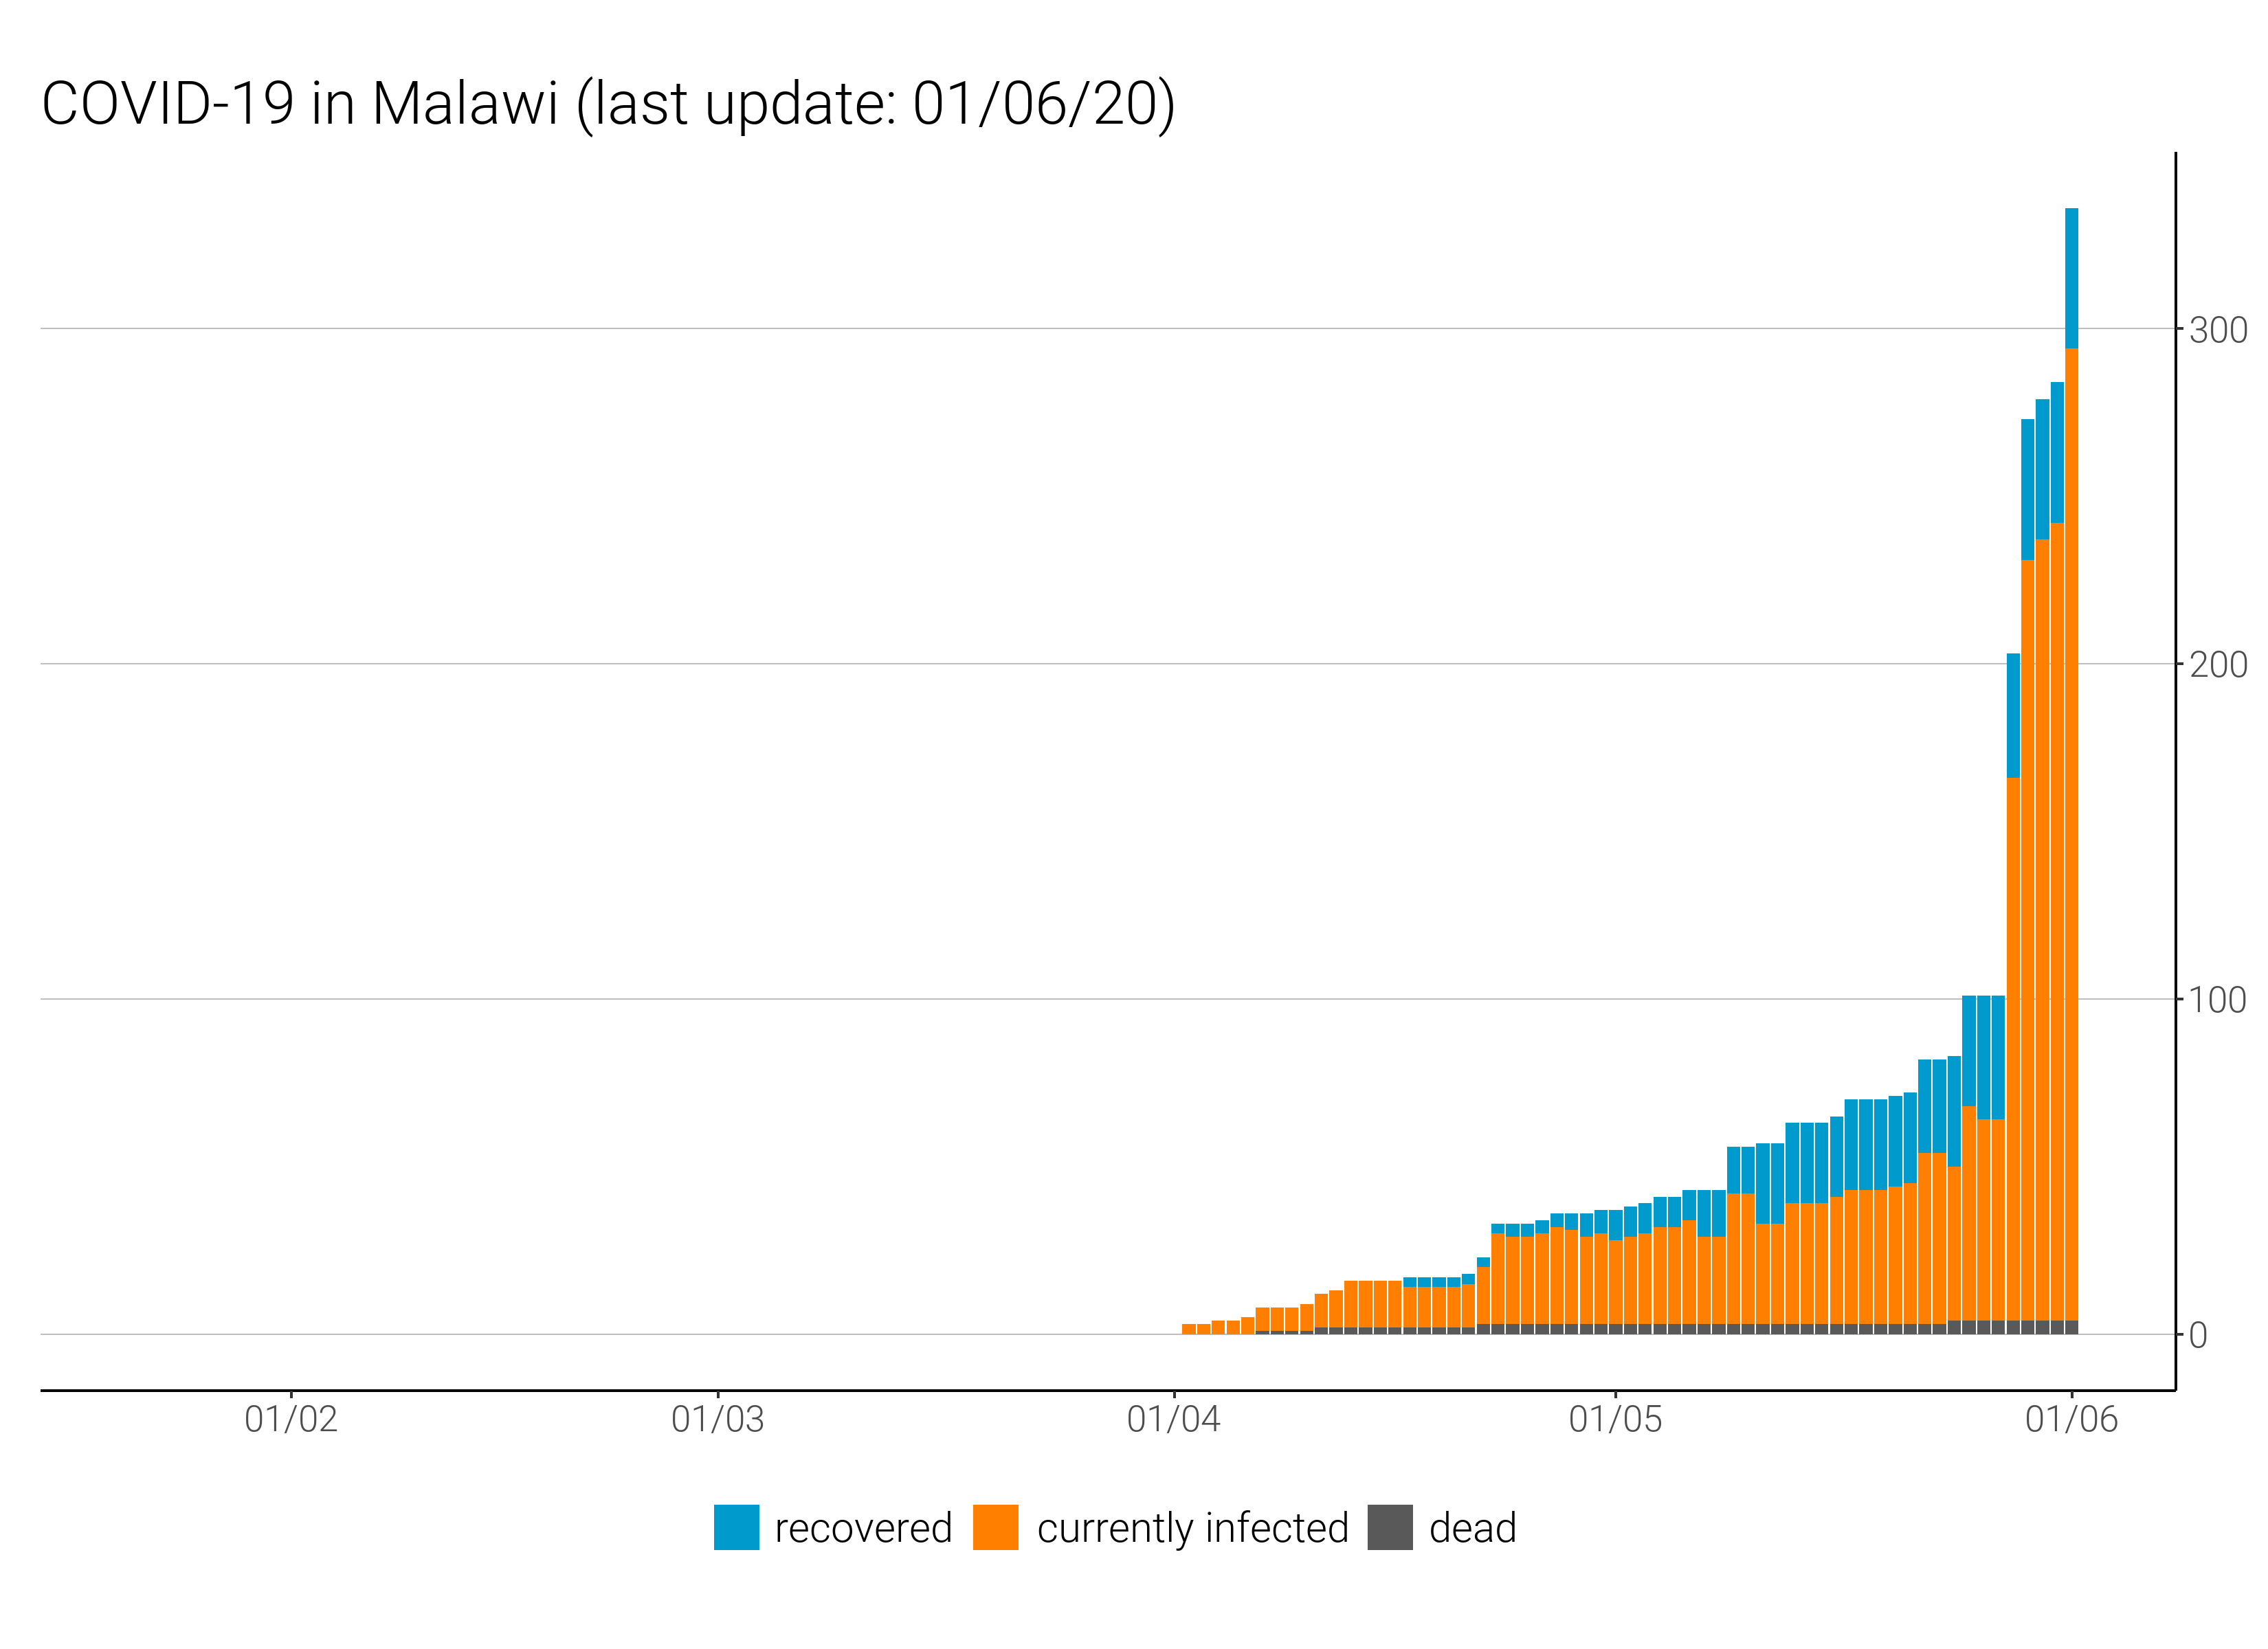 COVID-19 in Malawi (last update: 01/06/20)
300
200
100
0
01/02 01/03 01/04 01/05 01/06
recovered currently infected dead